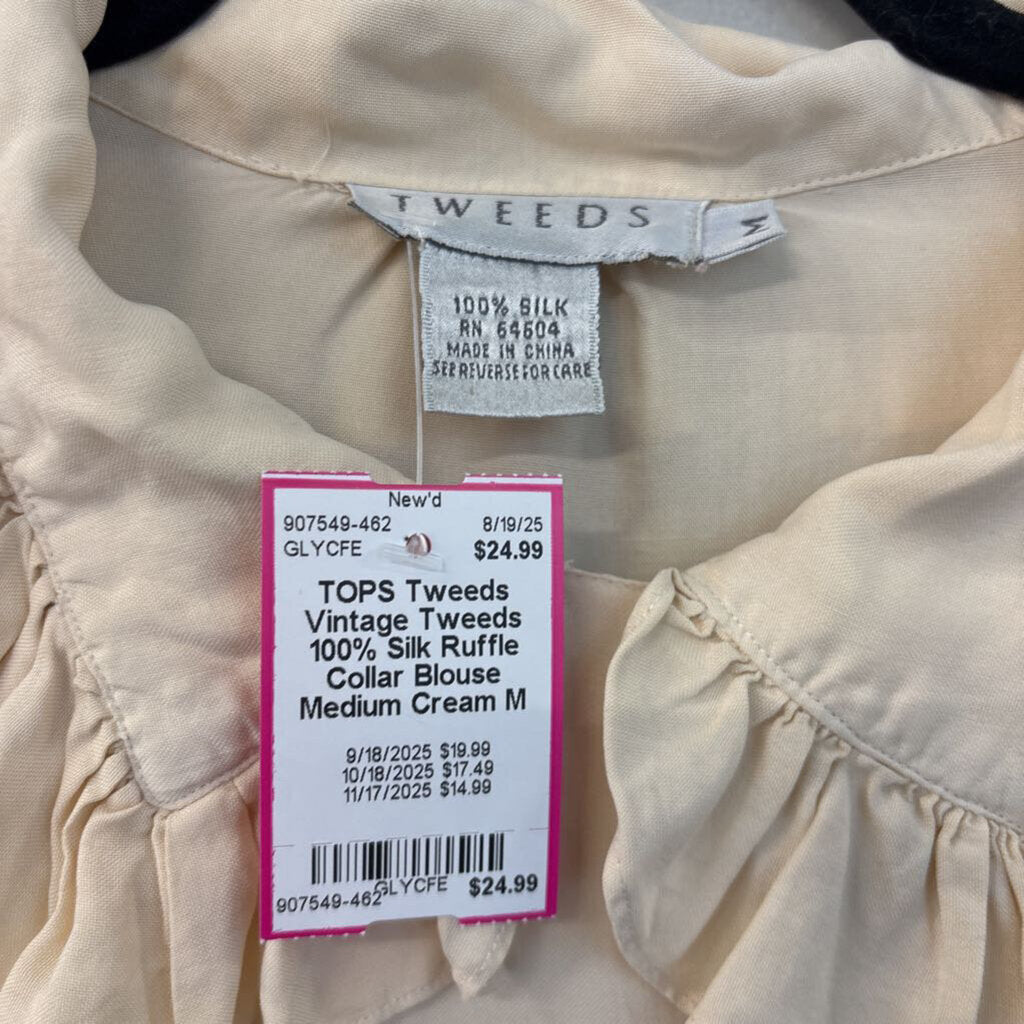 TWEEDS
M
100% SILK
RN 64604
MADE IN CHINA
SEE REVERSE FOR CARE
New'd
907549-462 8/19/25
GLYCFE $24.99
TOPS Tweeds
Vintage Tweeds
100% Silk Ruffle
Collar Blouse
Medium Cream M
9/18/2025 $19.99
10/18/2025 $17.49
11/17/2025 $14.99
907549-462 GLYCFE $24.99